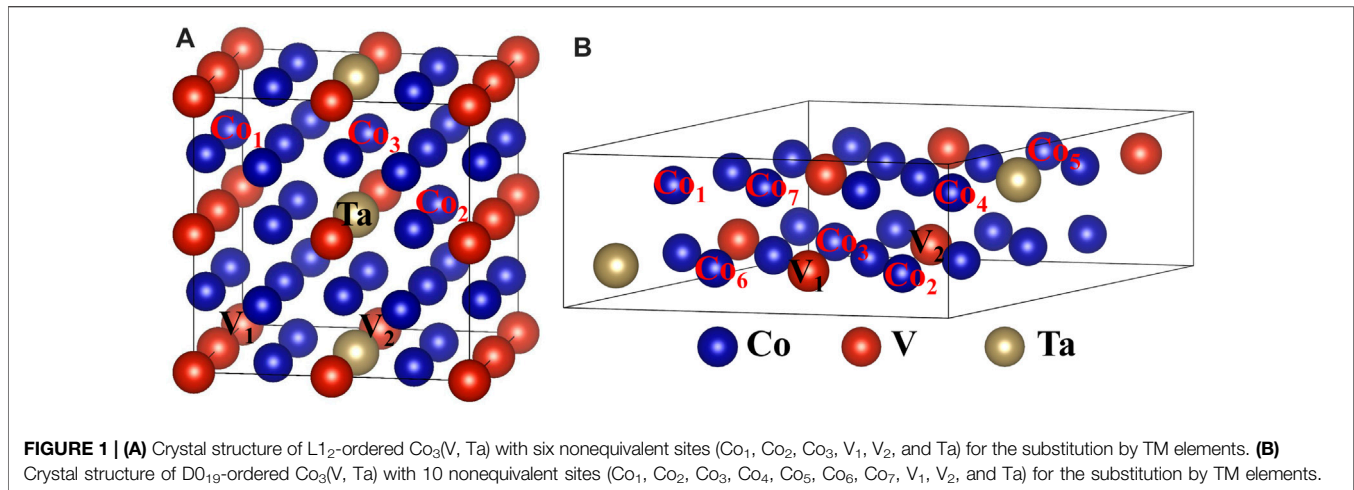 A
B
Co₁
Co₃
Ta
Co₂
V₁
V₂
Co₁
Co₇
Co₅
Co₄
Co₃
V₂
Co₆
V₁
Co₂
Co
V
Ta
FIGURE 1 | (A) Crystal structure of L1₂-ordered Co₃(V, Ta) with six nonequivalent sites (Co₁, Co₂, Co₃, V₁, V₂, and Ta) for the substitution by TM elements. (B)
Crystal structure of D0₁₉-ordered Co₃(V, Ta) with 10 nonequivalent sites (Co₁, Co₂, Co₃, Co₄, Co₅, Co₆, Co₇, V₁, V₂, and Ta) for the substitution by TM elements.